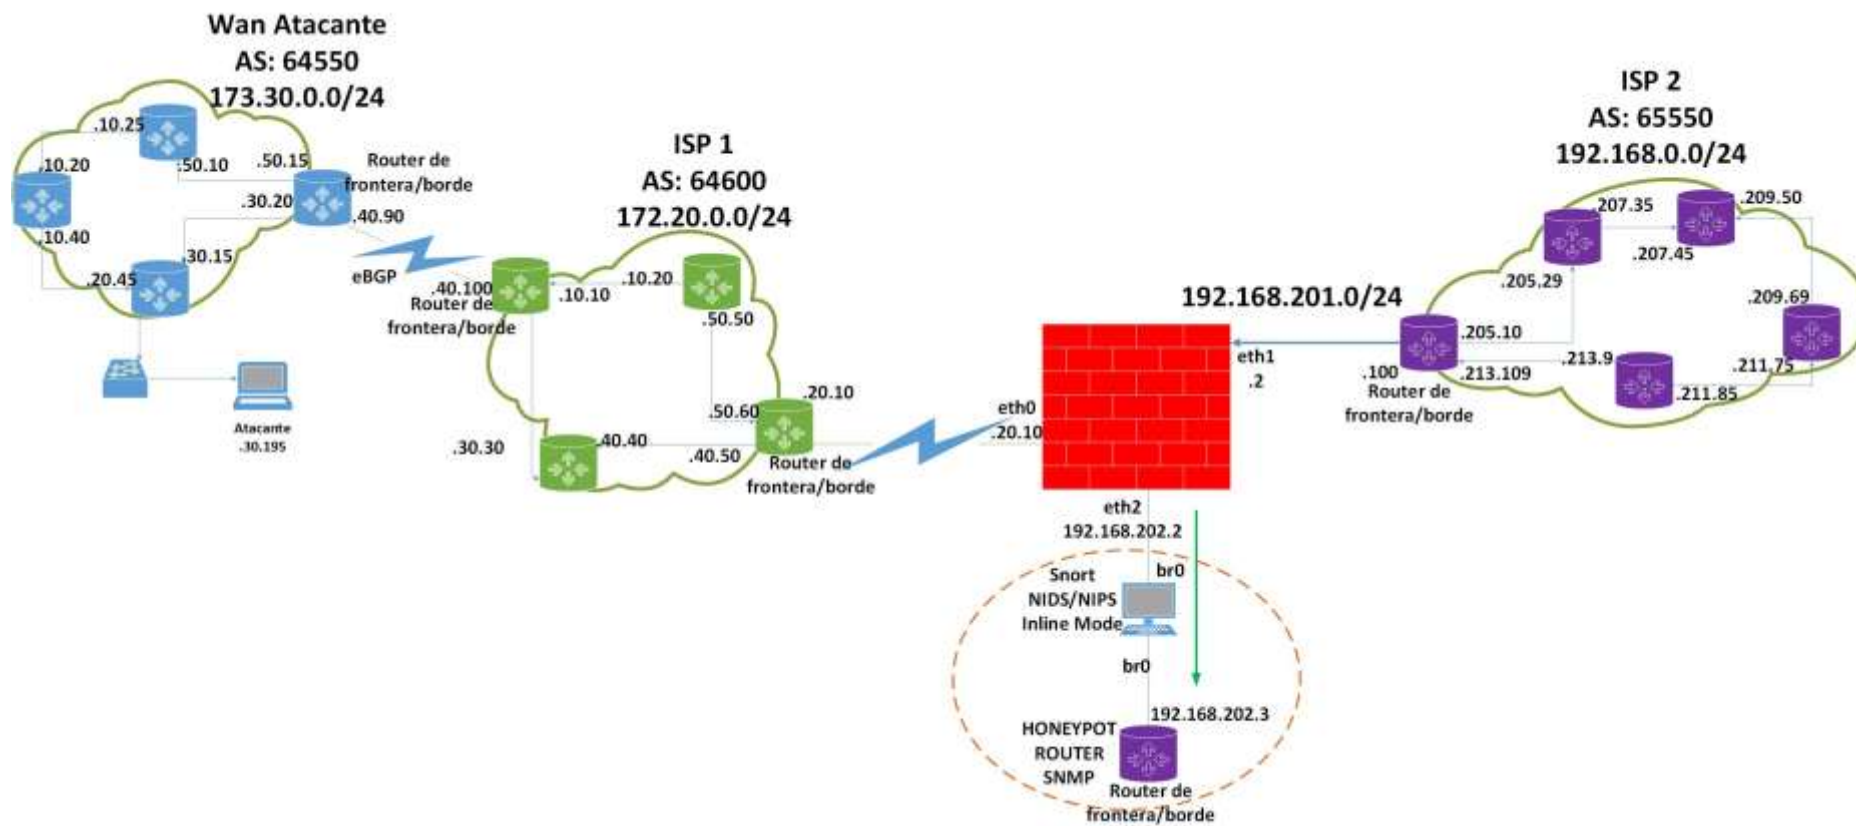 Wan Atacante
AS: 64550
173.30.0.0/24
.10.25
.10.20
.50.10
.50.15
Router de
frontera/borde
.30.20
.40.90
.10.40
.30.15
.20.45
eBGP
Atacante
.30.195
ISP 1
AS: 64600
172.20.0.0/24
.40.100
Router de
frontera/borde
.10.10
.10.20
.50.50
.20.10
.50.60
.30.30
.40.40
.40.50
Router de
frontera/borde
eth0
.20.10
192.168.201.0/24
eth1
.2
eth2
192.168.202.2
br0
Snort
NIDS/NIPS
Inline Mode
br0
192.168.202.3
HONEYPOT
ROUTER
SNMP
Router de
frontera/borde
ISP 2
AS: 65550
192.168.0.0/24
.207.35
.209.50
.207.45
.205.29
.209.69
.205.10
.213.9
.211.75
.100
.213.109
.211.85
Router de
frontera/borde